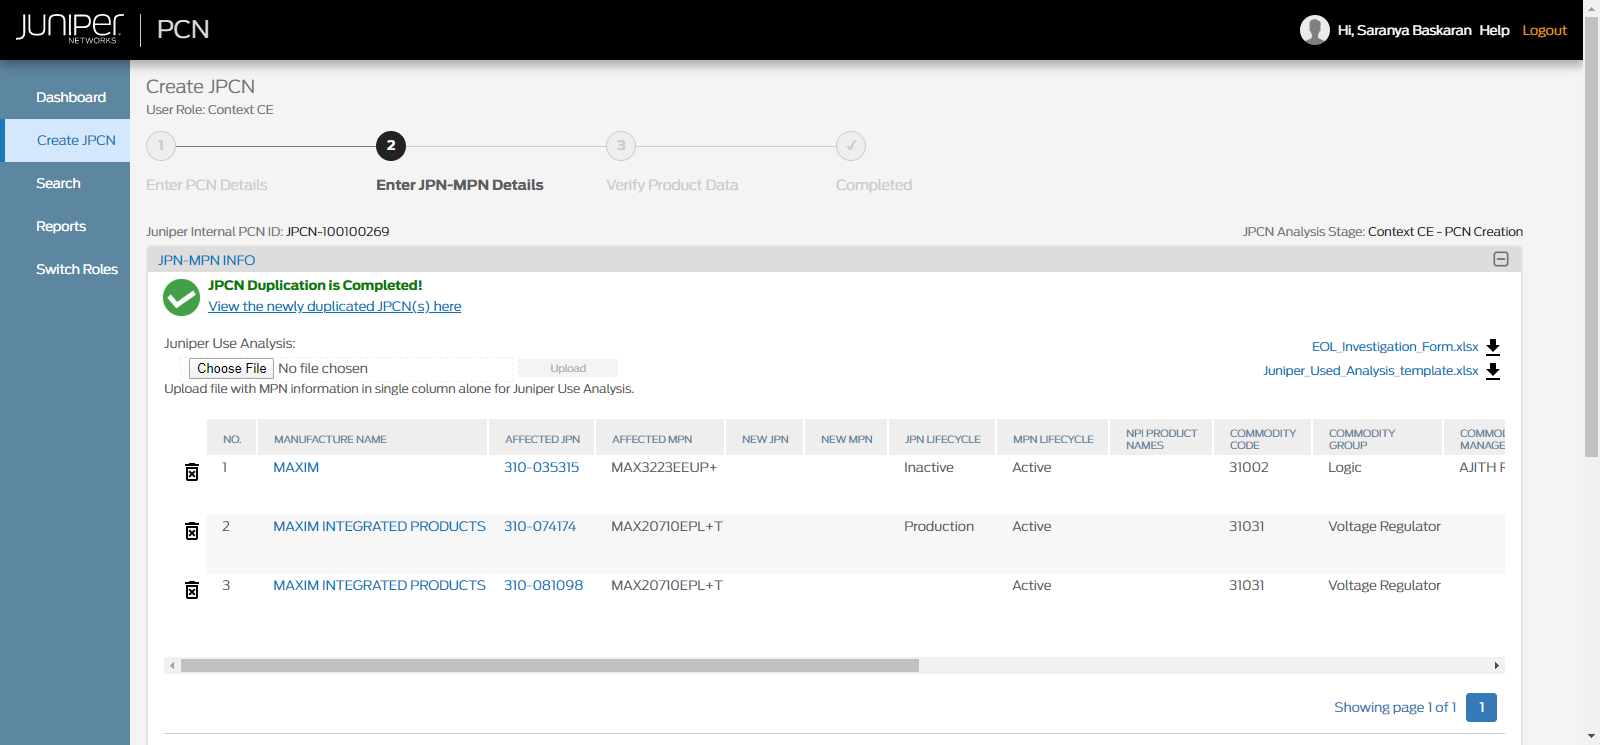 JUNIPER NETWORKS PCN Hi, Saranya Baskaran Help Logout
Dashboard
Create JPCN
Search
Reports
Switch Roles
Create JPCN
User Role: Context CE
1 2 3 ✓
Enter PCN Details Enter JPN-MPN Details Verify Product Data Completed
Juniper Internal PCN ID: JPCN-100100269 JPCN Analysis Stage: Context CE - PCN Creation
JPN-MPN INFO
JPCN Duplication is Completed!
View the newly duplicated JPCN(s) here
Juniper Use Analysis:
Choose File No file chosen Upload
Upload file with MPN information in single column alone for Juniper Use Analysis.
EOL_Investigation_Form.xlsx
Juniper_Used_Analysis_template.xlsx
NO. MANUFACTURE NAME AFFECTED JPN AFFECTED MPN NEW JPN NEW MPN JPN LIFECYCLE MPN LIFECYCLE NPI PRODUCT NAMES COMMODITY CODE COMMODITY GROUP COMMOD MANAGE
1 MAXIM 310-035315 MAX3223EEUP+ Inactive Active 31002 Logic AJITH
2 MAXIM INTEGRATED PRODUCTS 310-074174 MAX20710EPL+T Production Active 31031 Voltage Regulator
3 MAXIM INTEGRATED PRODUCTS 310-081098 MAX20710EPL+T Active 31031 Voltage Regulator
Showing page 1 of 1 1